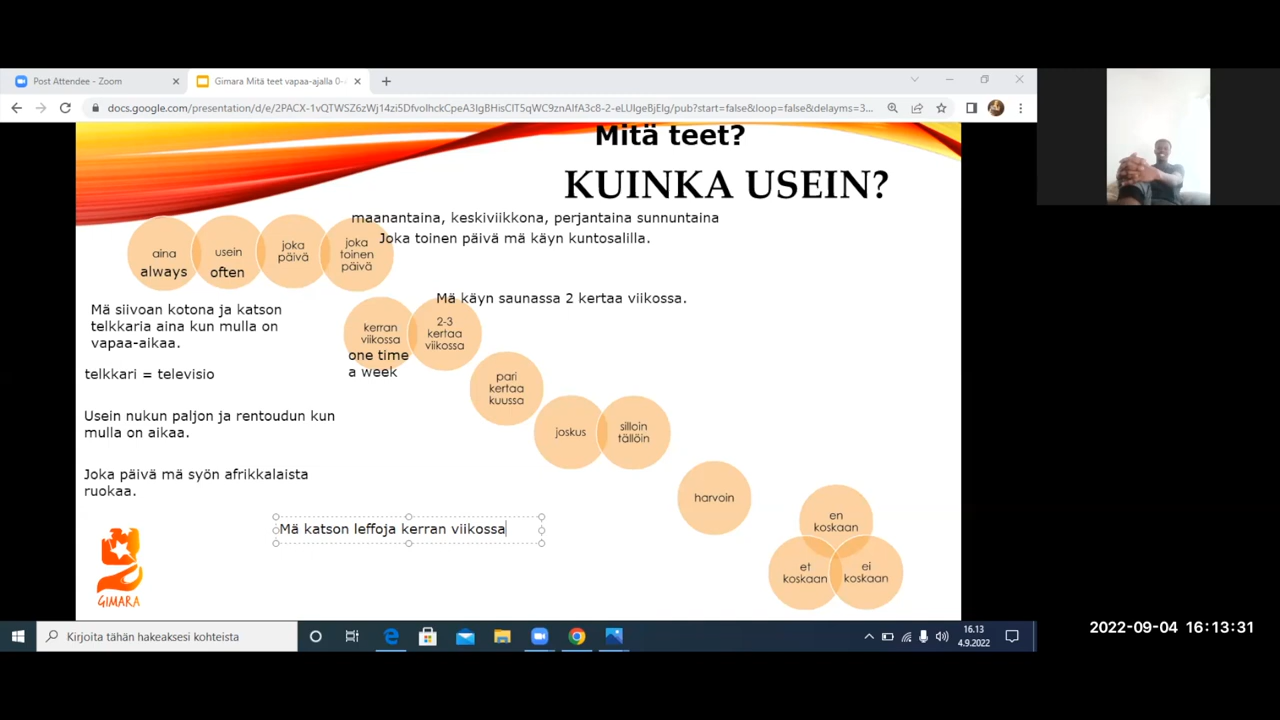 Post Attendee - Zoom
Gimara Mitä teet vapaa-ajalla 0-
docs.google.com/presentation/d/e/2PACX-1vQTWSZ6zWj14zi5DfvolhckCpeA3IgBHisCIT5qWC9znAIfA3c8-2-eLUIgeBjEIg/pub?start=false&loop=false&delayms=3...
Mitä teet?
KUINKA USEIN?
maanantaina, keskiviikkona, perjantaina sunnuntaina
Joka toinen päivä mä käyn kuntosalilla.
aina
always
usein
often
joka
päivä
joka
toinen
päivä
Mä käyn saunassa 2 kertaa viikossa.
Mä siivoan kotona ja katson
telkkaria aina kun mulla on
vapaa-aikaa.
kerran
viikossa
one time
a week
2-3
kertaa
viikossa
telkkari = televisio
pari
kertaa
kuussa
Usein nukun paljon ja rentoudun kun
mulla on aikaa.
joskus
silloin
tällöin
Joka päivä mä syön afrikkalaista
ruokaa.
harvoin
Mä katson leffoja kerran viikossa
en
koskaan
et
koskaan
ei
koskaan
GIMARA
Kirjoita tähän hakeaksesi kohteista
16.13
4.9.2022
2022-09-04 16:13:31